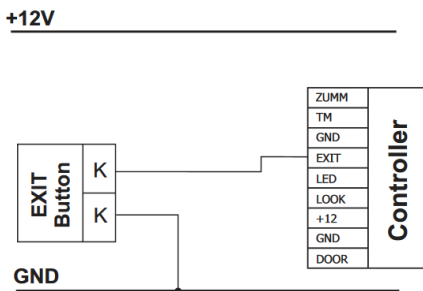 +12V
ZUMM
TM
GND
EXIT
LED
LOOK
+12
GND
DOOR
Controller
EXIT
Button
K
K
GND